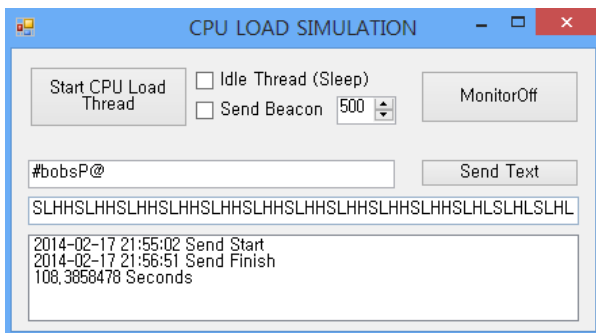 CPU LOAD SIMULATION
Start CPU Load
Thread
Idle Thread (Sleep)
Send Beacon 500
MonitorOff
#bobsP@
Send Text
SLHHSLHHSLHHSLHHSLHHSLHHSLHHSLHHSLHHSLHHSLHLSLHLSLHL
2014-02-17 21:55:02 Send Start
2014-02-17 21:56:51 Send Finish
108,3858478 Seconds